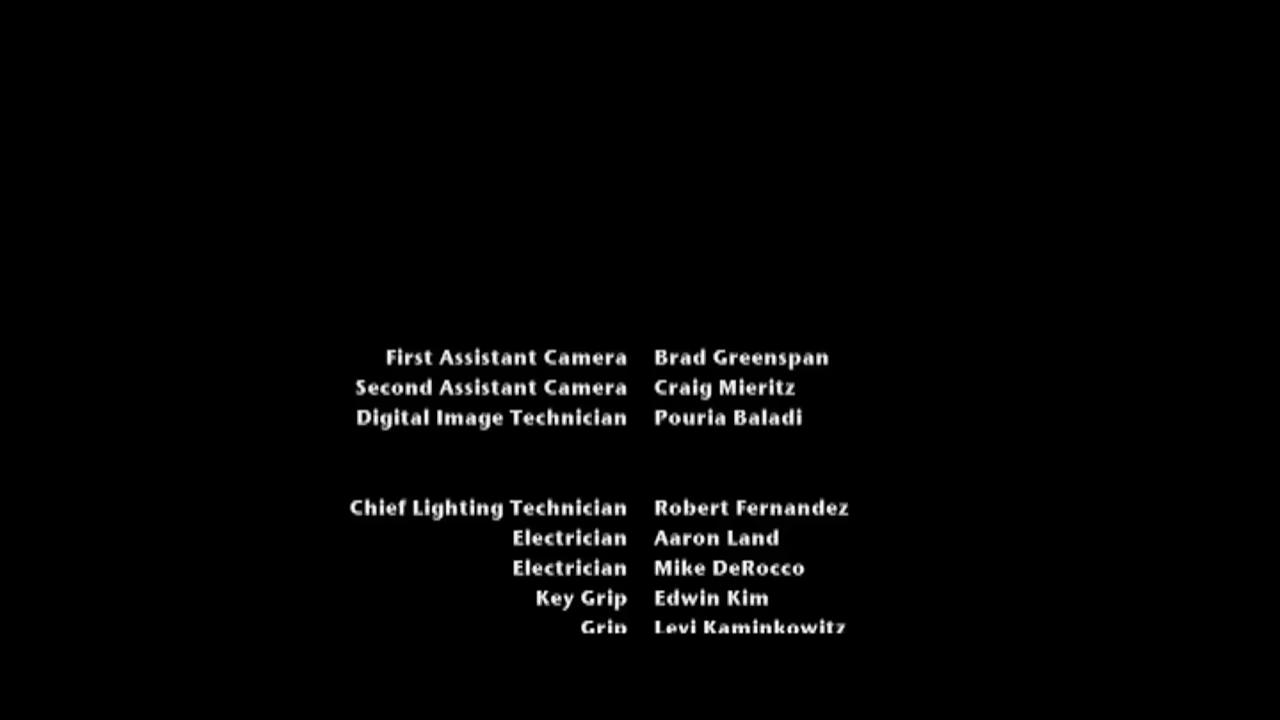 First Assistant Camera Brad Greenspan
Second Assistant Camera Craig Mieritz
Digital Image Technician Pouria Baladi
Chief Lighting Technician Robert Fernandez
Electrician Aaron Land
Electrician Mike DeRocco
Key Grip Edwin Kim
Grip Levi Kaminkowitz